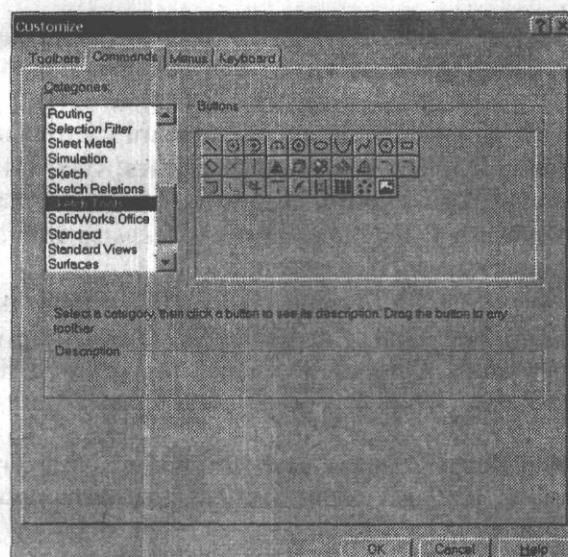 Customize
Toolbars Commands Menus Keyboard
Categories:
Buttons
Routing
Selection Filter
Sheet Metal
Simulation
Sketch
Sketch Relations
Sketch Tools
SolidWorks Office
Standard
Standard Views
Surfaces
Select a category, then click a button to see its description. Drag the button to any
toolbar
Description
OK Cancel Help